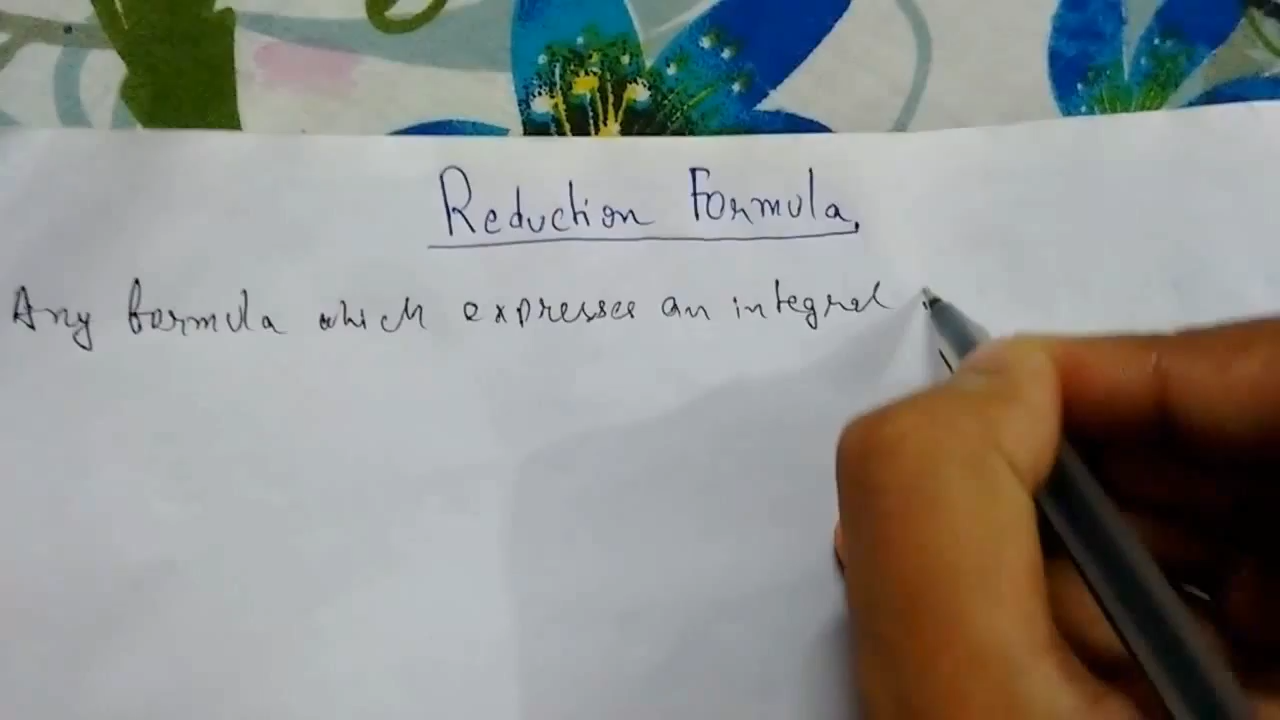 Reduction Formula,
Any formula which expresses an integral